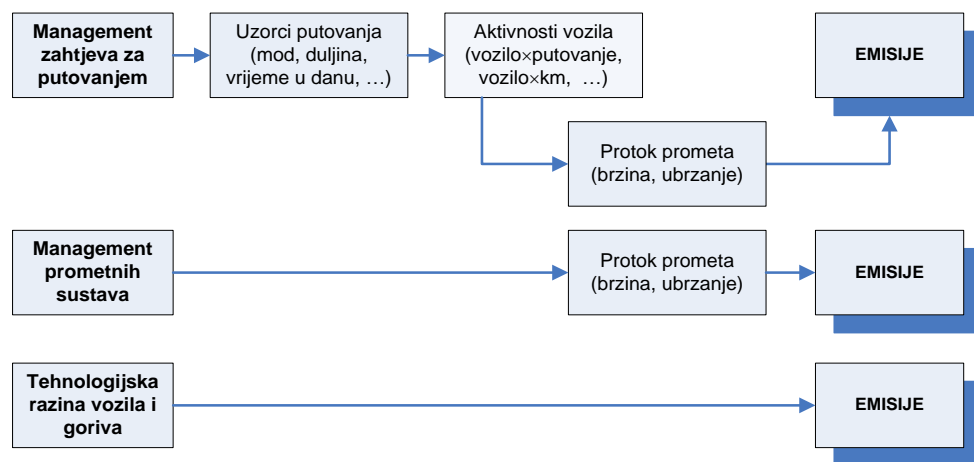 Management
zahtjeva za
putovanjem
Uzorci putovanja
(mod, duljina,
vrijeme u danu, …)
Aktivnosti vozila
(vozilo×putovanje,
vozilo×km, …)
EMISIJE
Protok prometa
(brzina, ubrzanje)
Management
prometnih
sustava
Protok prometa
(brzina, ubrzanje)
EMISIJE
Tehnologijska
razina vozila i
goriva
EMISIJE